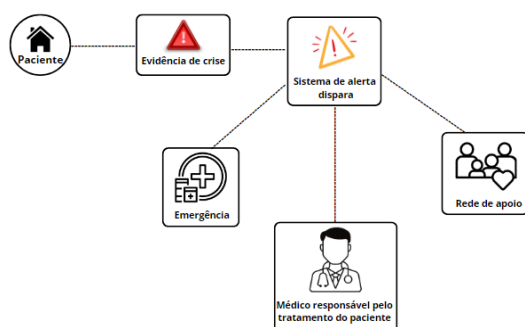 Paciente
Evidência de crise
Sistema de alerta
dispara
Emergência
Rede de apoio
Médico responsável pelo
tratamento do paciente